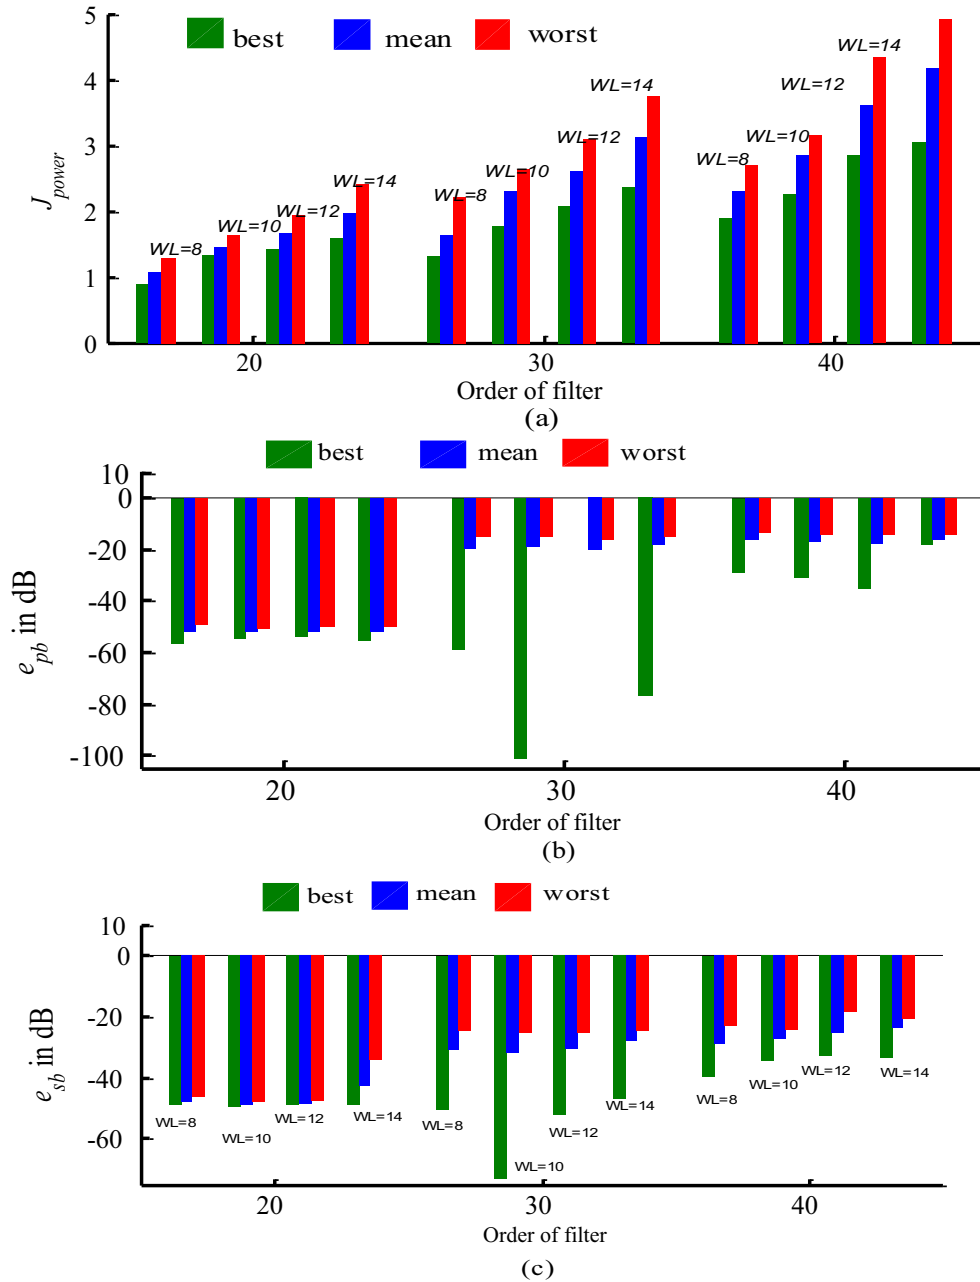 best mean worst
5
4
3
2
1
0
J_power
WL=8
WL=10
WL=12
WL=14
WL=8
WL=10
WL=12
WL=14
WL=8
WL=10
WL=12
WL=14
20 30 40
Order of filter
(a)
best mean worst
10
0
-20
-40
-60
-80
-100
e_pb in dB
20 30 40
Order of filter
(b)
best mean worst
10
0
-20
-40
-60
e_sb in dB
WL=8
WL=10
WL=12
WL=14
WL=8
WL=10
WL=12
WL=14
WL=8
WL=10
WL=12
WL=14
20 30 40
Order of filter
(c)